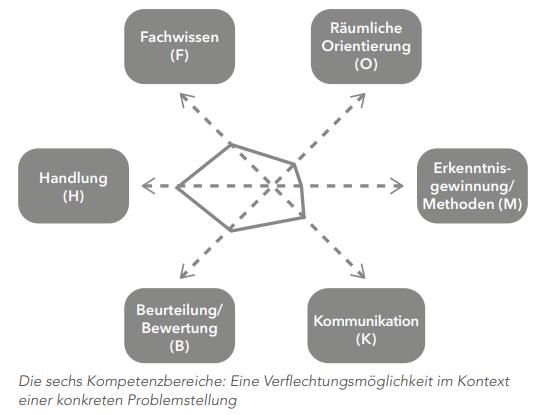 Fachwissen
(F)
Räumliche
Orientierung
(O)
Handlung
(H)
Erkenntnis-
gewinnung/
Methoden (M)
Beurteilung/
Bewertung
(B)
Kommunikation
(K)
Die sechs Kompetenzbereiche: Eine Verflechtungsmöglichkeit im Kontext
einer konkreten Problemstellung